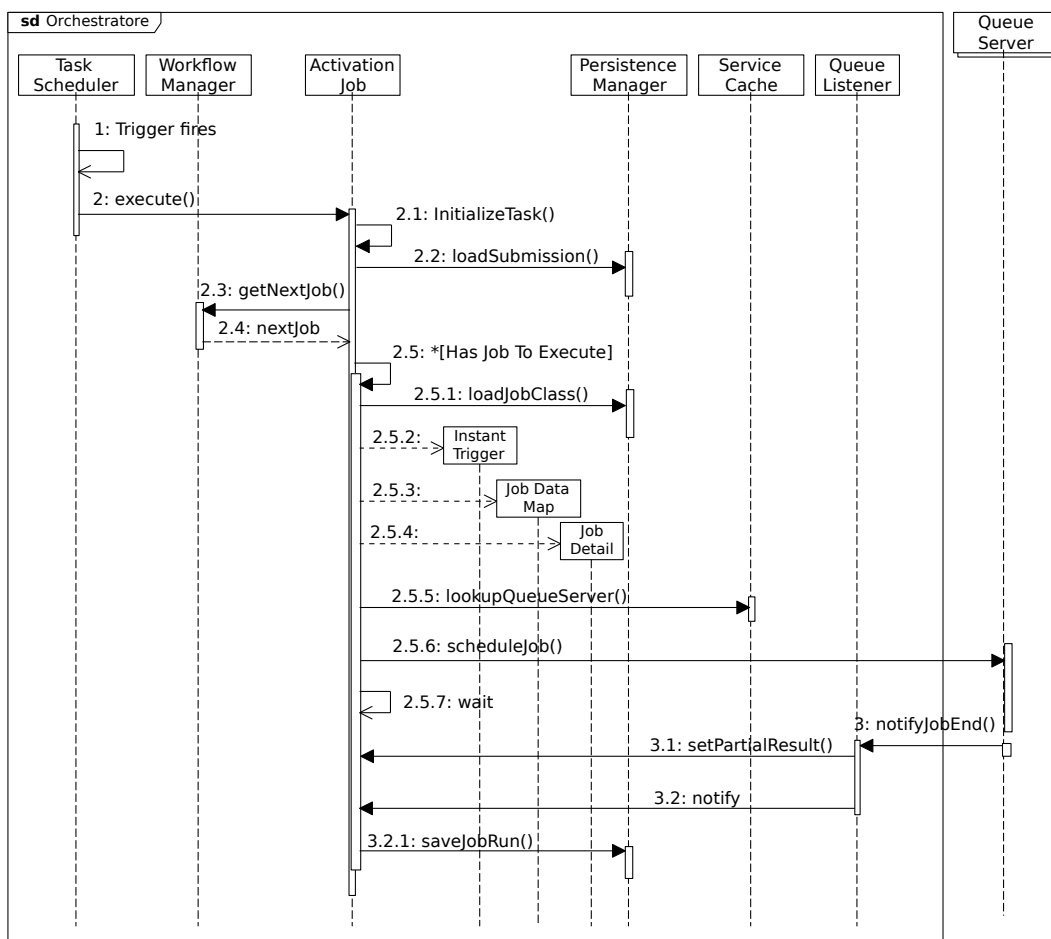 sd Orchestratore
Queue
Server
Task
Scheduler
Workflow
Manager
Activation
Job
Persistence
Manager
Service
Cache
Queue
Listener
1: Trigger fires
2: execute()
2.1: InitializeTask()
2.2: loadSubmission()
2.3: getNextJob()
2.4: nextJob
2.5: *[Has Job To Execute]
2.5.1: loadJobClass()
2.5.2:
Instant
Trigger
2.5.3:
Job Data
Map
2.5.4:
Job
Detail
2.5.5: lookupQueueServer()
2.5.6: scheduleJob()
2.5.7: wait
3: notifyJobEnd()
3.1: setPartialResult()
3.2: notify
3.2.1: saveJobRun()